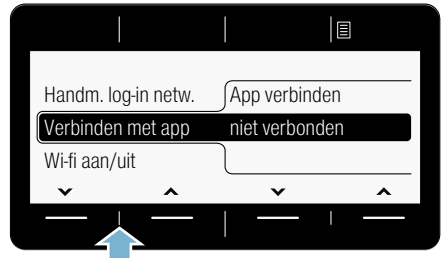 Handm. log-in netw.
App verbinden
Verbinden met app
niet verbonden
Wi-fi aan/uit